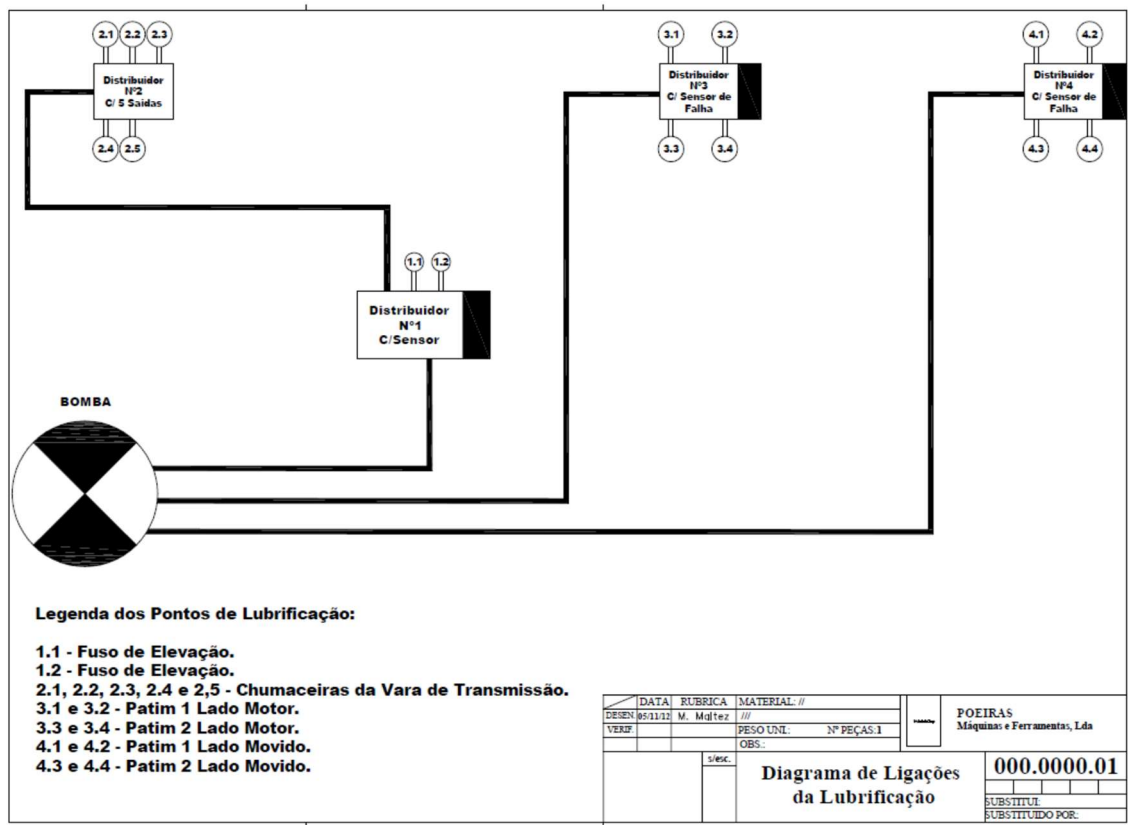 2.1 2.2 2.3
Distribuidor
Nº2
C/ 5 Saidas
2.4 2.5
3.1 3.2
Distribuidor
Nº3
C/ Sensor de
Falha
3.3 3.4
4.1 4.2
Distribuidor
Nº4
C/ Sensor de
Falha
4.3 4.4
1.1 1.2
Distribuidor
Nº1
C/Sensor
BOMBA
Legenda dos Pontos de Lubrificação:
1.1 - Fuso de Elevação.
1.2 - Fuso de Elevação.
2.1, 2.2, 2.3, 2.4 e 2,5 - Chumaceiras da Vara de Transmissão.
3.1 e 3.2 - Patim 1 Lado Motor.
3.3 e 3.4 - Patim 2 Lado Motor.
4.1 e 4.2 - Patim 1 Lado Movido.
4.3 e 4.4 - Patim 2 Lado Movido.
DATA RUBRICA MATERIAL: //
DESEN. 05/11/12 M. Maltez ///
VERIF. PESO UNI.: Nº PEÇAS:1
OBS.:
POEIRAS
Máquinas e Ferramentas, Lda
s/esc.
Diagrama de Ligações
da Lubrificação
000.0000.01
SUBSTITUI:
SUBSTITUIDO POR: